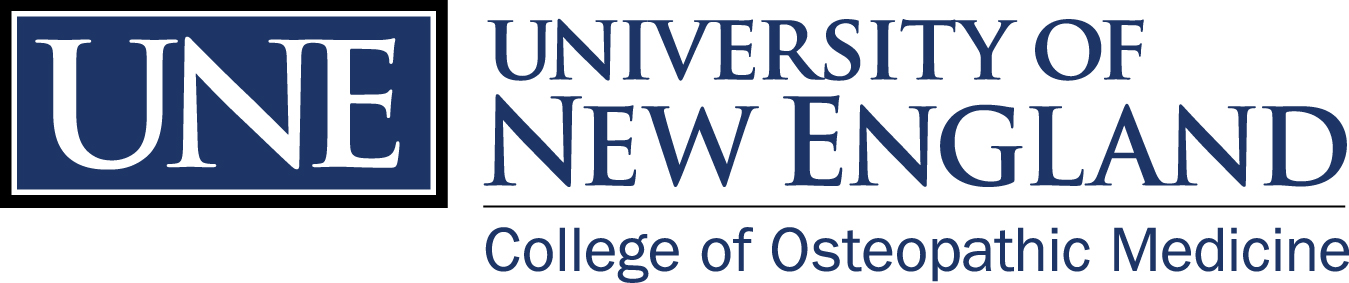 UNE
UNIVERSITY OF
NEW ENGLAND
College of Osteopathic Medicine